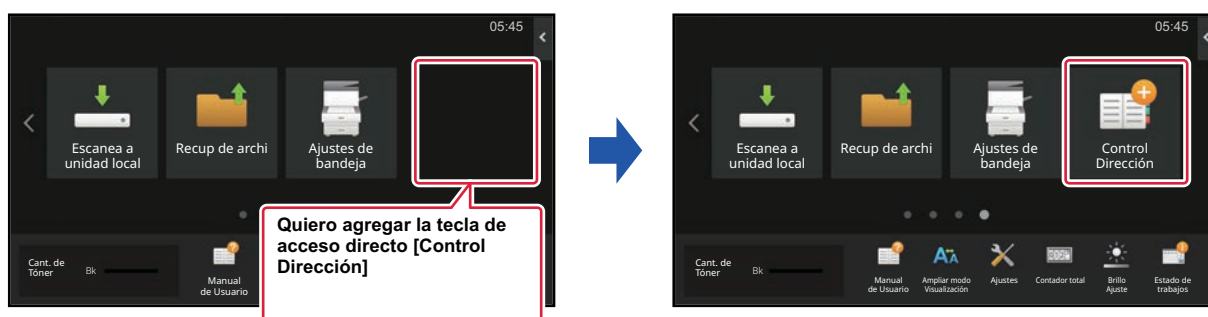 05:45
Escanea a
unidad local
Recup de archi
Ajustes de
bandeja
Quiero agregar la tecla de
acceso directo [Control
Dirección]
Cant. de
Tóner
Bk
Manual
de Usuario
05:45
Escanea a
unidad local
Recup de archi
Ajustes de
bandeja
Control
Dirección
Cant. de
Tóner
Bk
Manual
de Usuario
Ampliar modo
Visualización
Ajustes
Contador total
Brillo
Ajuste
Estado de
trabajos